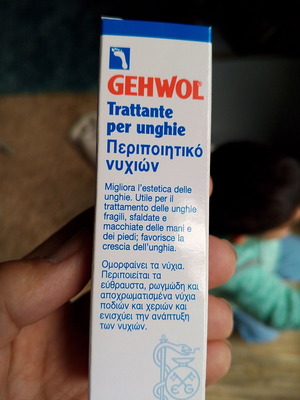 GEHWOL
Trattante
per unghie
Περιποιητικό
νυχιών
Migliora l'estetica delle
unghie. Utile per il
trattamento delle unghie
fragili, sfaldate e
macchiate delle mani e
dei piedi; favorisce la
crescita dell'unghia.
Ομορφαίνει τα νύχια.
Περιποιείται τα
εύθραυστα, ρωγμώδη και
αποχρωματισμένα νύχια
ποδιών και χεριών και
ενισχύει την ανάπτυξη
των νυχιών.